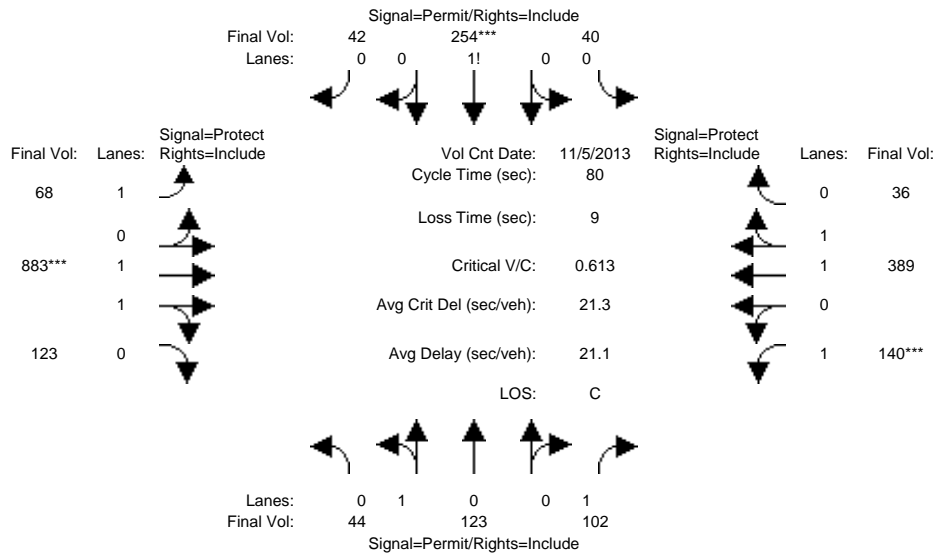 Signal=Permit/Rights=Include
Final Vol: 42 254*** 40
Lanes: 0 0 1! 0 0
Signal=Protect Signal=Protect
Final Vol: Lanes: Rights=Include Vol Cnt Date: 11/5/2013 Rights=Include Lanes: Final Vol:
Cycle Time (sec): 80
68 1 0 36
Loss Time (sec): 9
0 1
883*** 1 Critical V/C: 0.613 1 389
1 Avg Crit Del (sec/veh): 21.3 0
123 0 Avg Delay (sec/veh): 21.1 1 140***
LOS: C
Lanes: 0 1 0 0 1
Final Vol: 44 123 102
Signal=Permit/Rights=Include